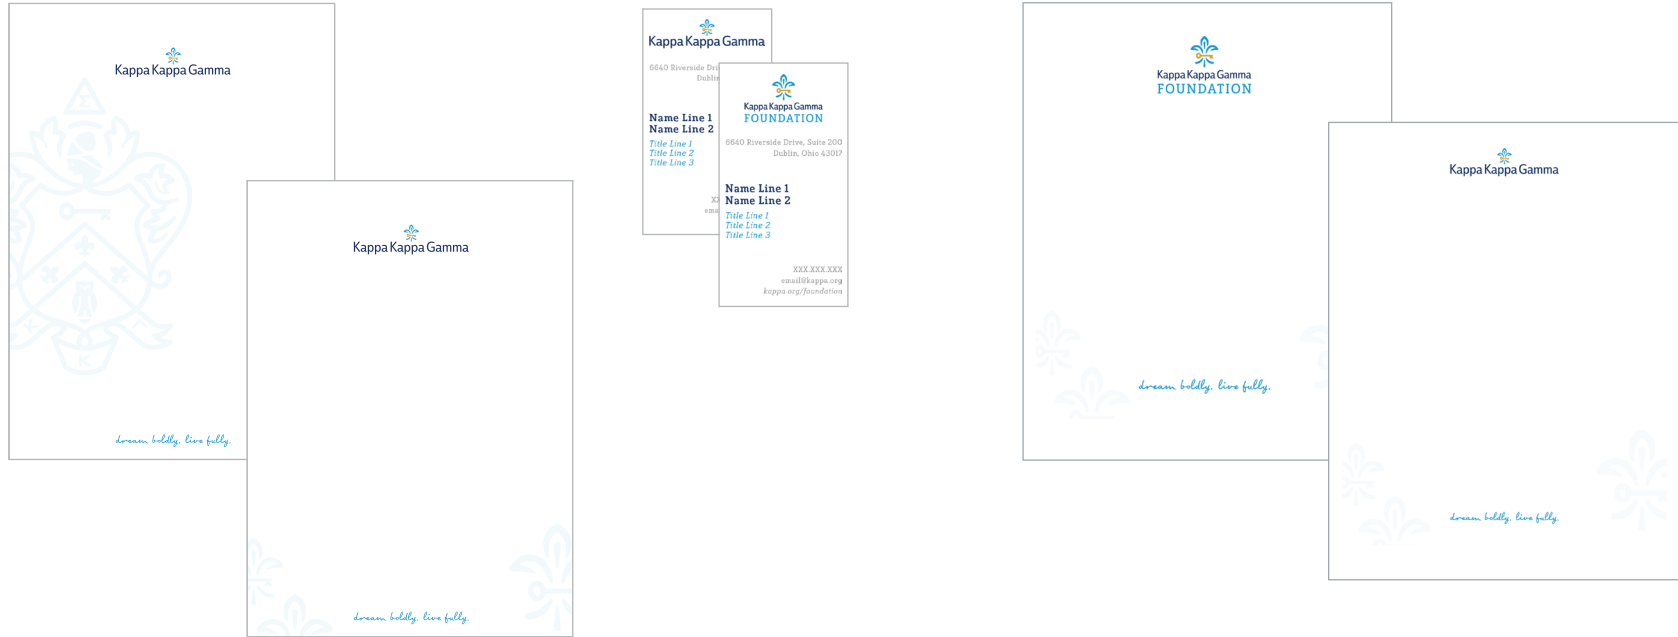 Kappa Kappa Gamma
Σ
K
K
dream boldly. live fully.
Kappa Kappa Gamma
dream boldly. live fully.
Kappa Kappa Gamma
6640 Riverside Dri
Dublin
Name Line 1
Name Line 2
Title Line 1
Title Line 2
Title Line 3
XX
ema
Kappa Kappa Gamma
FOUNDATION
6640 Riverside Drive, Suite 200
Dublin, Ohio 43017
Name Line 1
Name Line 2
Title Line 1
Title Line 2
Title Line 3
XXX.XXX.XXX
email@kappa.org
kappa.org/foundation
Kappa Kappa Gamma
FOUNDATION
dream boldly. live fully.
Kappa Kappa Gamma
dream boldly. live fully.